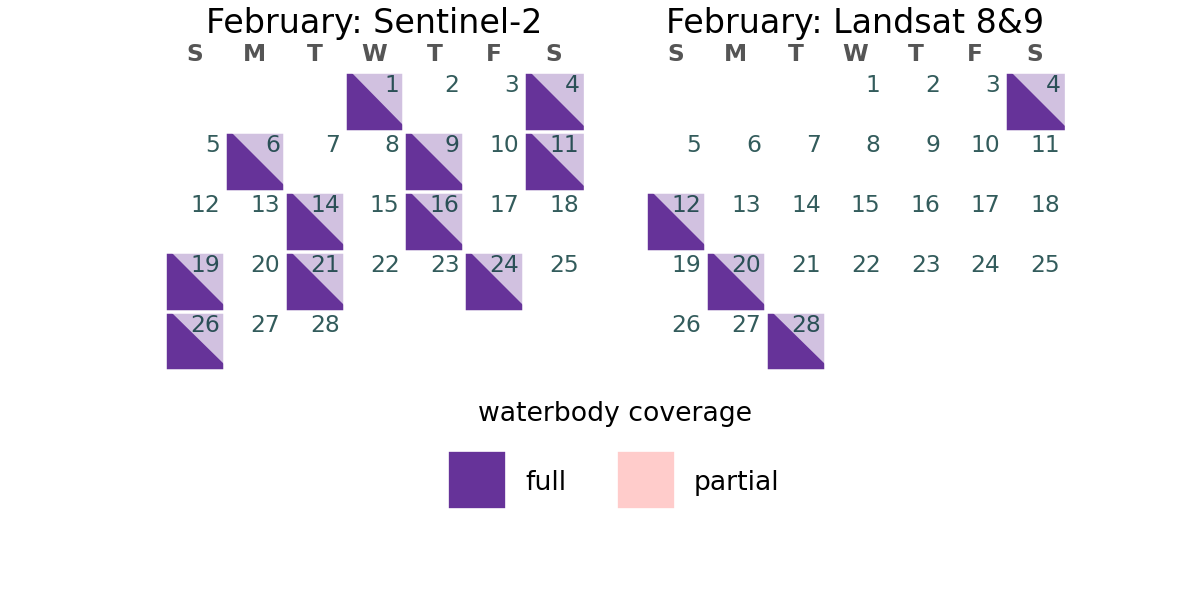 February: Sentinel-2
S M T W T F S
1 2 3 4
5 6 7 8 9 10 11
12 13 14 15 16 17 18
19 20 21 22 23 24 25
26 27 28
February: Landsat 8&9
S M T W T F S
1 2 3 4
5 6 7 8 9 10 11
12 13 14 15 16 17 18
19 20 21 22 23 24 25
26 27 28
waterbody coverage
full partial